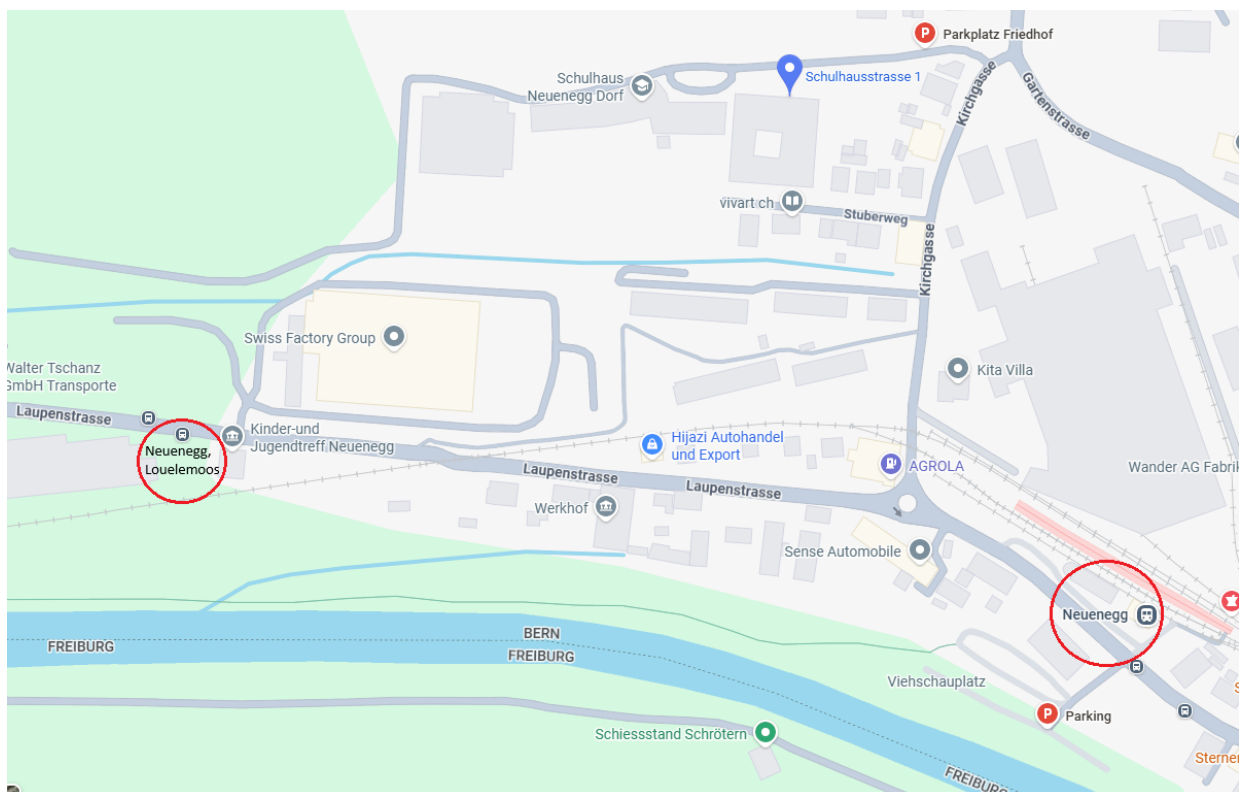 Parkplatz Friedhof
Schulhaus
Neuenegg Dorf
Schulhausstrasse 1
Kirchgasse
Gartenstrasse
vivart ch
Stuberweg
Kirchgasse
Swiss Factory Group
Walter Tschanz
GmbH Transporte
Kita Villa
Laupenstrasse
Kinder-und
Jugendtreff Neuenegg
Neuenegg,
Louelemoos
Hijazi Autohandel
und Export
AGROLA
Wander AG Fabrik
Laupenstrasse
Laupenstrasse
Werkhof
Sense Automobile
Neuenegg
BERN
FREIBURG
FREIBURG
Viehschauplatz
Parking
Schiessstand Schrötern
Sterner
FREIBURG